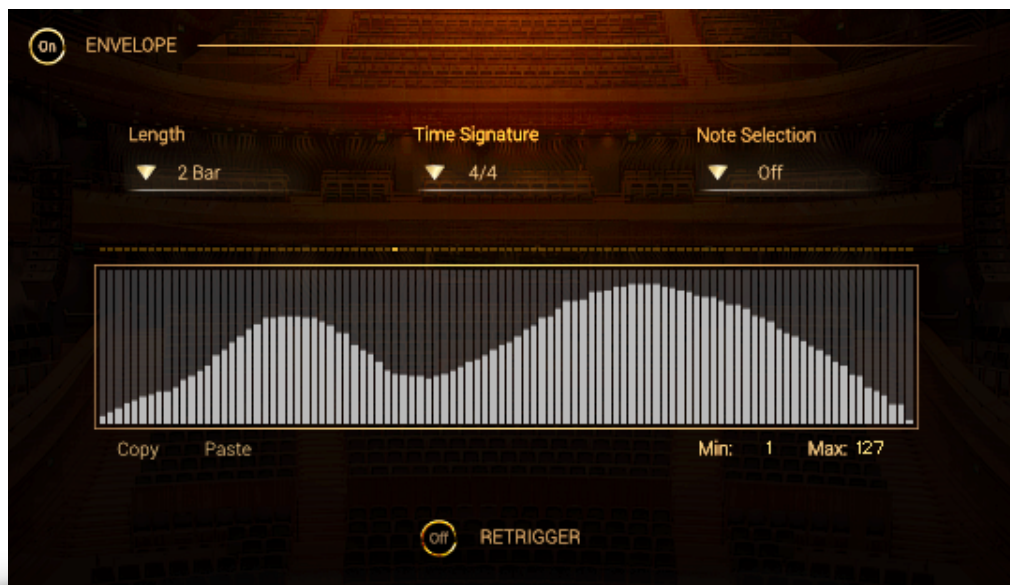 On ENVELOPE
Length Time Signature Note Selection
2 Bar 4/4 Off
Copy Paste Min: 1 Max: 127
Off RETRIGGER